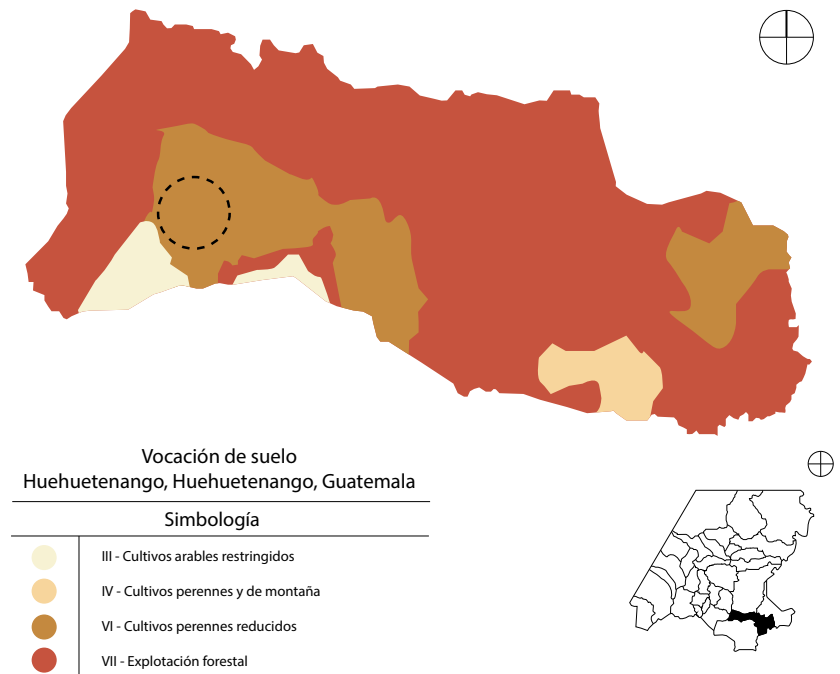 Vocación de suelo
Huehuetenango, Huehuetenango, Guatemala
Simbología
III - Cultivos arables restringidos
IV - Cultivos perennes y de montaña
VI - Cultivos perennes reducidos
VII - Explotación forestal